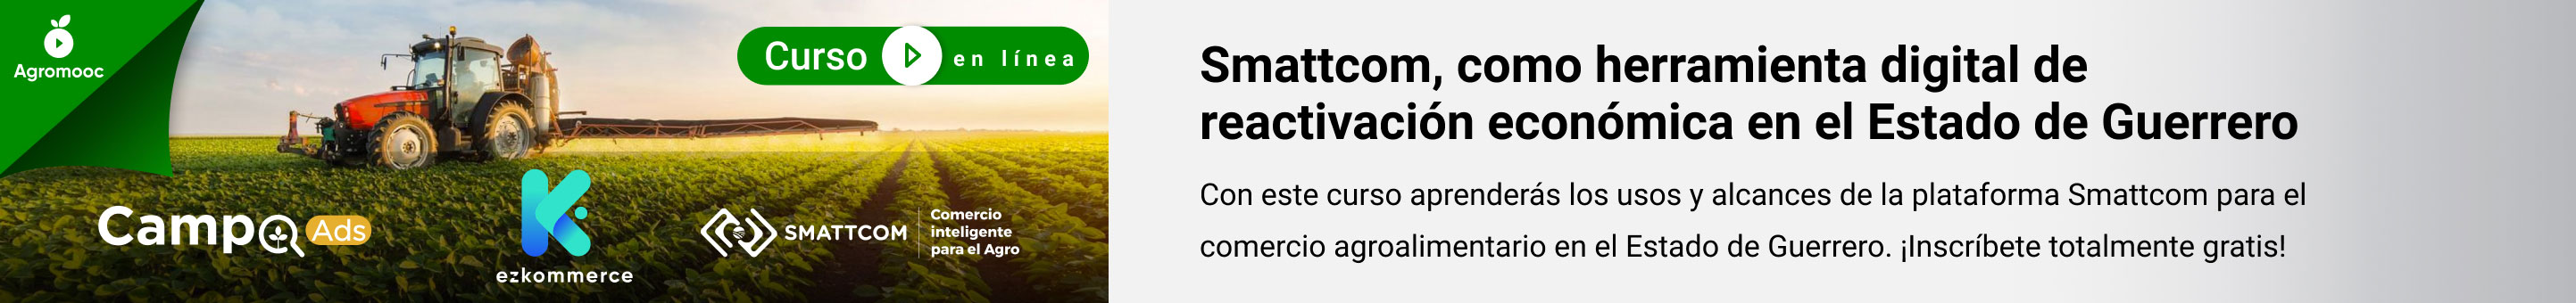 Agromooc
Curso en línea
Campo Ads
ezkommerce
SMATTCOM
Comercio
inteligente
para el Agro
Smattcom, como herramienta digital de
reactivación económica en el Estado de Guerrero
Con este curso aprenderás los usos y alcances de la plataforma Smattcom para el
comercio agroalimentario en el Estado de Guerrero. ¡Inscríbete totalmente gratis!